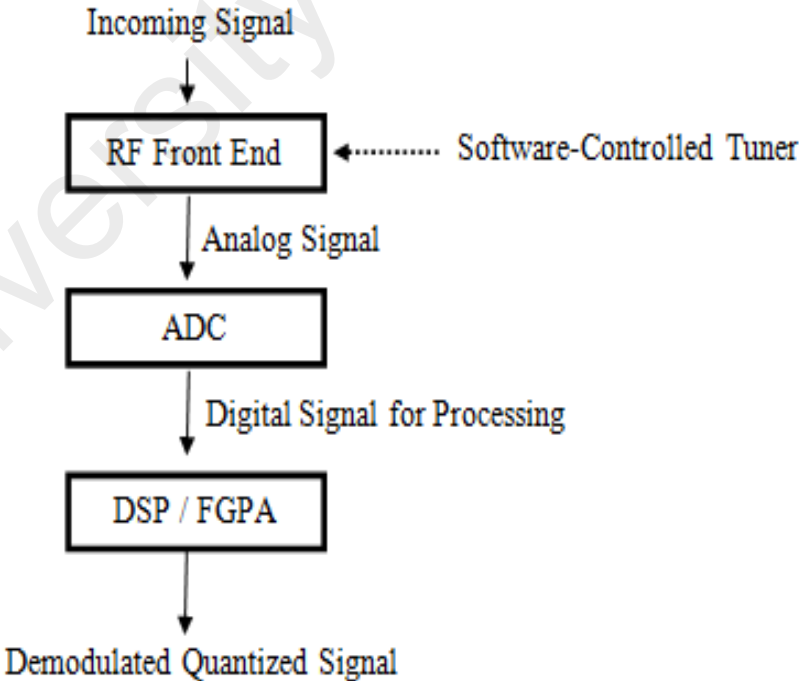 Incoming Signal
RF Front End
Software-Controlled Tuner
Analog Signal
ADC
Digital Signal for Processing
DSP / FGPA
Demodulated Quantized Signal